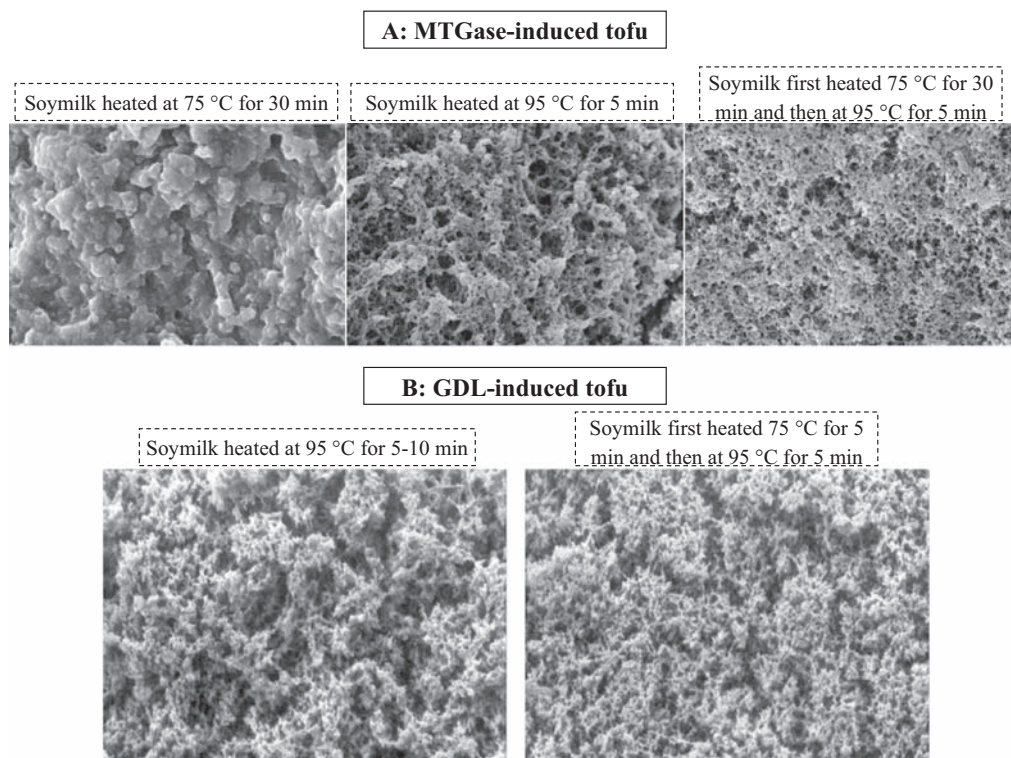 A: MTGase-induced tofu
Soymilk heated at 75 °C for 30 min
Soymilk heated at 95 °C for 5 min
Soymilk first heated 75 °C for 30
min and then at 95 °C for 5 min
B: GDL-induced tofu
Soymilk heated at 95 °C for 5-10 min
Soymilk first heated 75 °C for 5
min and then at 95 °C for 5 min